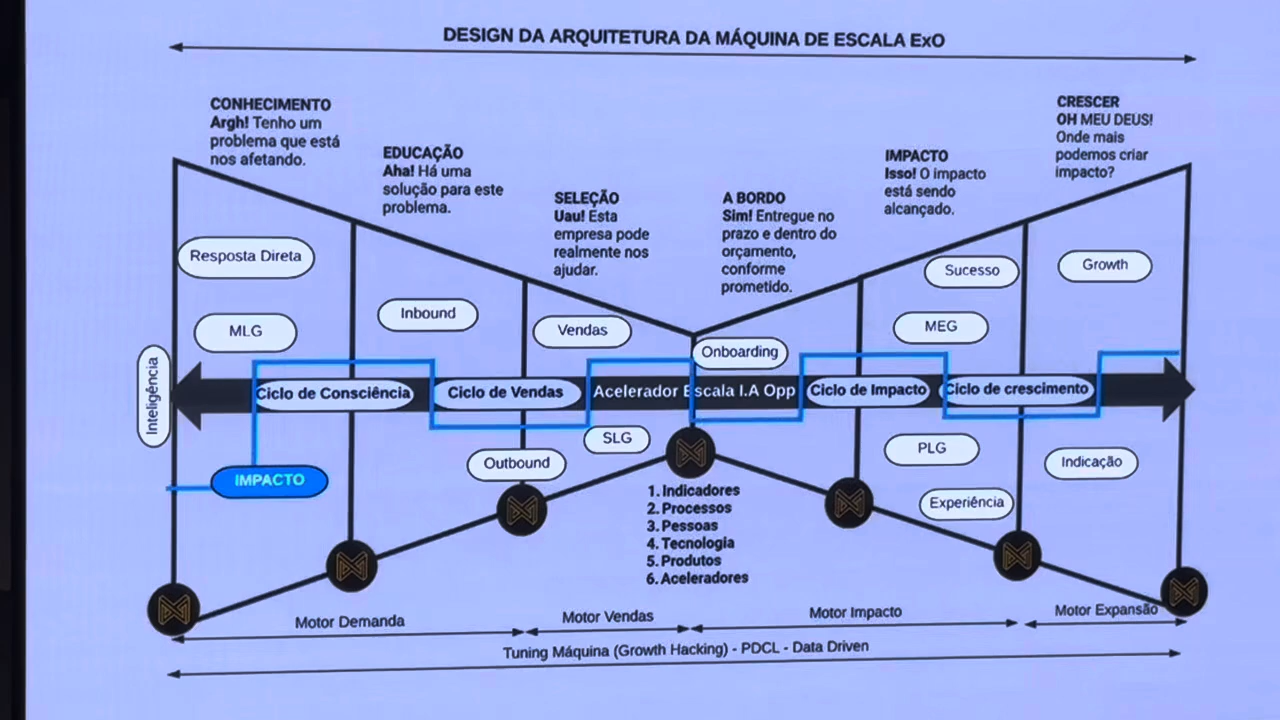 DESIGN DA ARQUITETURA DA MÁQUINA DE ESCALA ExO
CONHECIMENTO
Argh! Tenho um
problema que está
nos afetando.
EDUCAÇÃO
Aha! Há uma
solução para este
problema.
SELEÇÃO
Uau! Esta
empresa pode
realmente nos
ajudar.
A BORDO
Sim! Entregue no
prazo e dentro do
orçamento,
conforme
prometido.
IMPACTO
Isso! O impacto
está sendo
alcançado.
CRESCER
OH MEU DEUS!
Onde mais
podemos criar
impacto?
Resposta Direta
MLG
Inbound
Vendas
Onboarding
Sucesso
MEG
Growth
Inteligência
Ciclo de Consciência
Ciclo de Vendas
Acelerador Escala I.A Opp
Ciclo de Impacto
Ciclo de crescimento
IMPACTO
Outbound
SLG
PLG
Experiência
Indicação
1. Indicadores
2. Processos
3. Pessoas
4. Tecnologia
5. Produtos
6. Aceleradores
Motor Demanda
Motor Vendas
Motor Impacto
Motor Expansão
Tuning Máquina (Growth Hacking) - PDCL - Data Driven